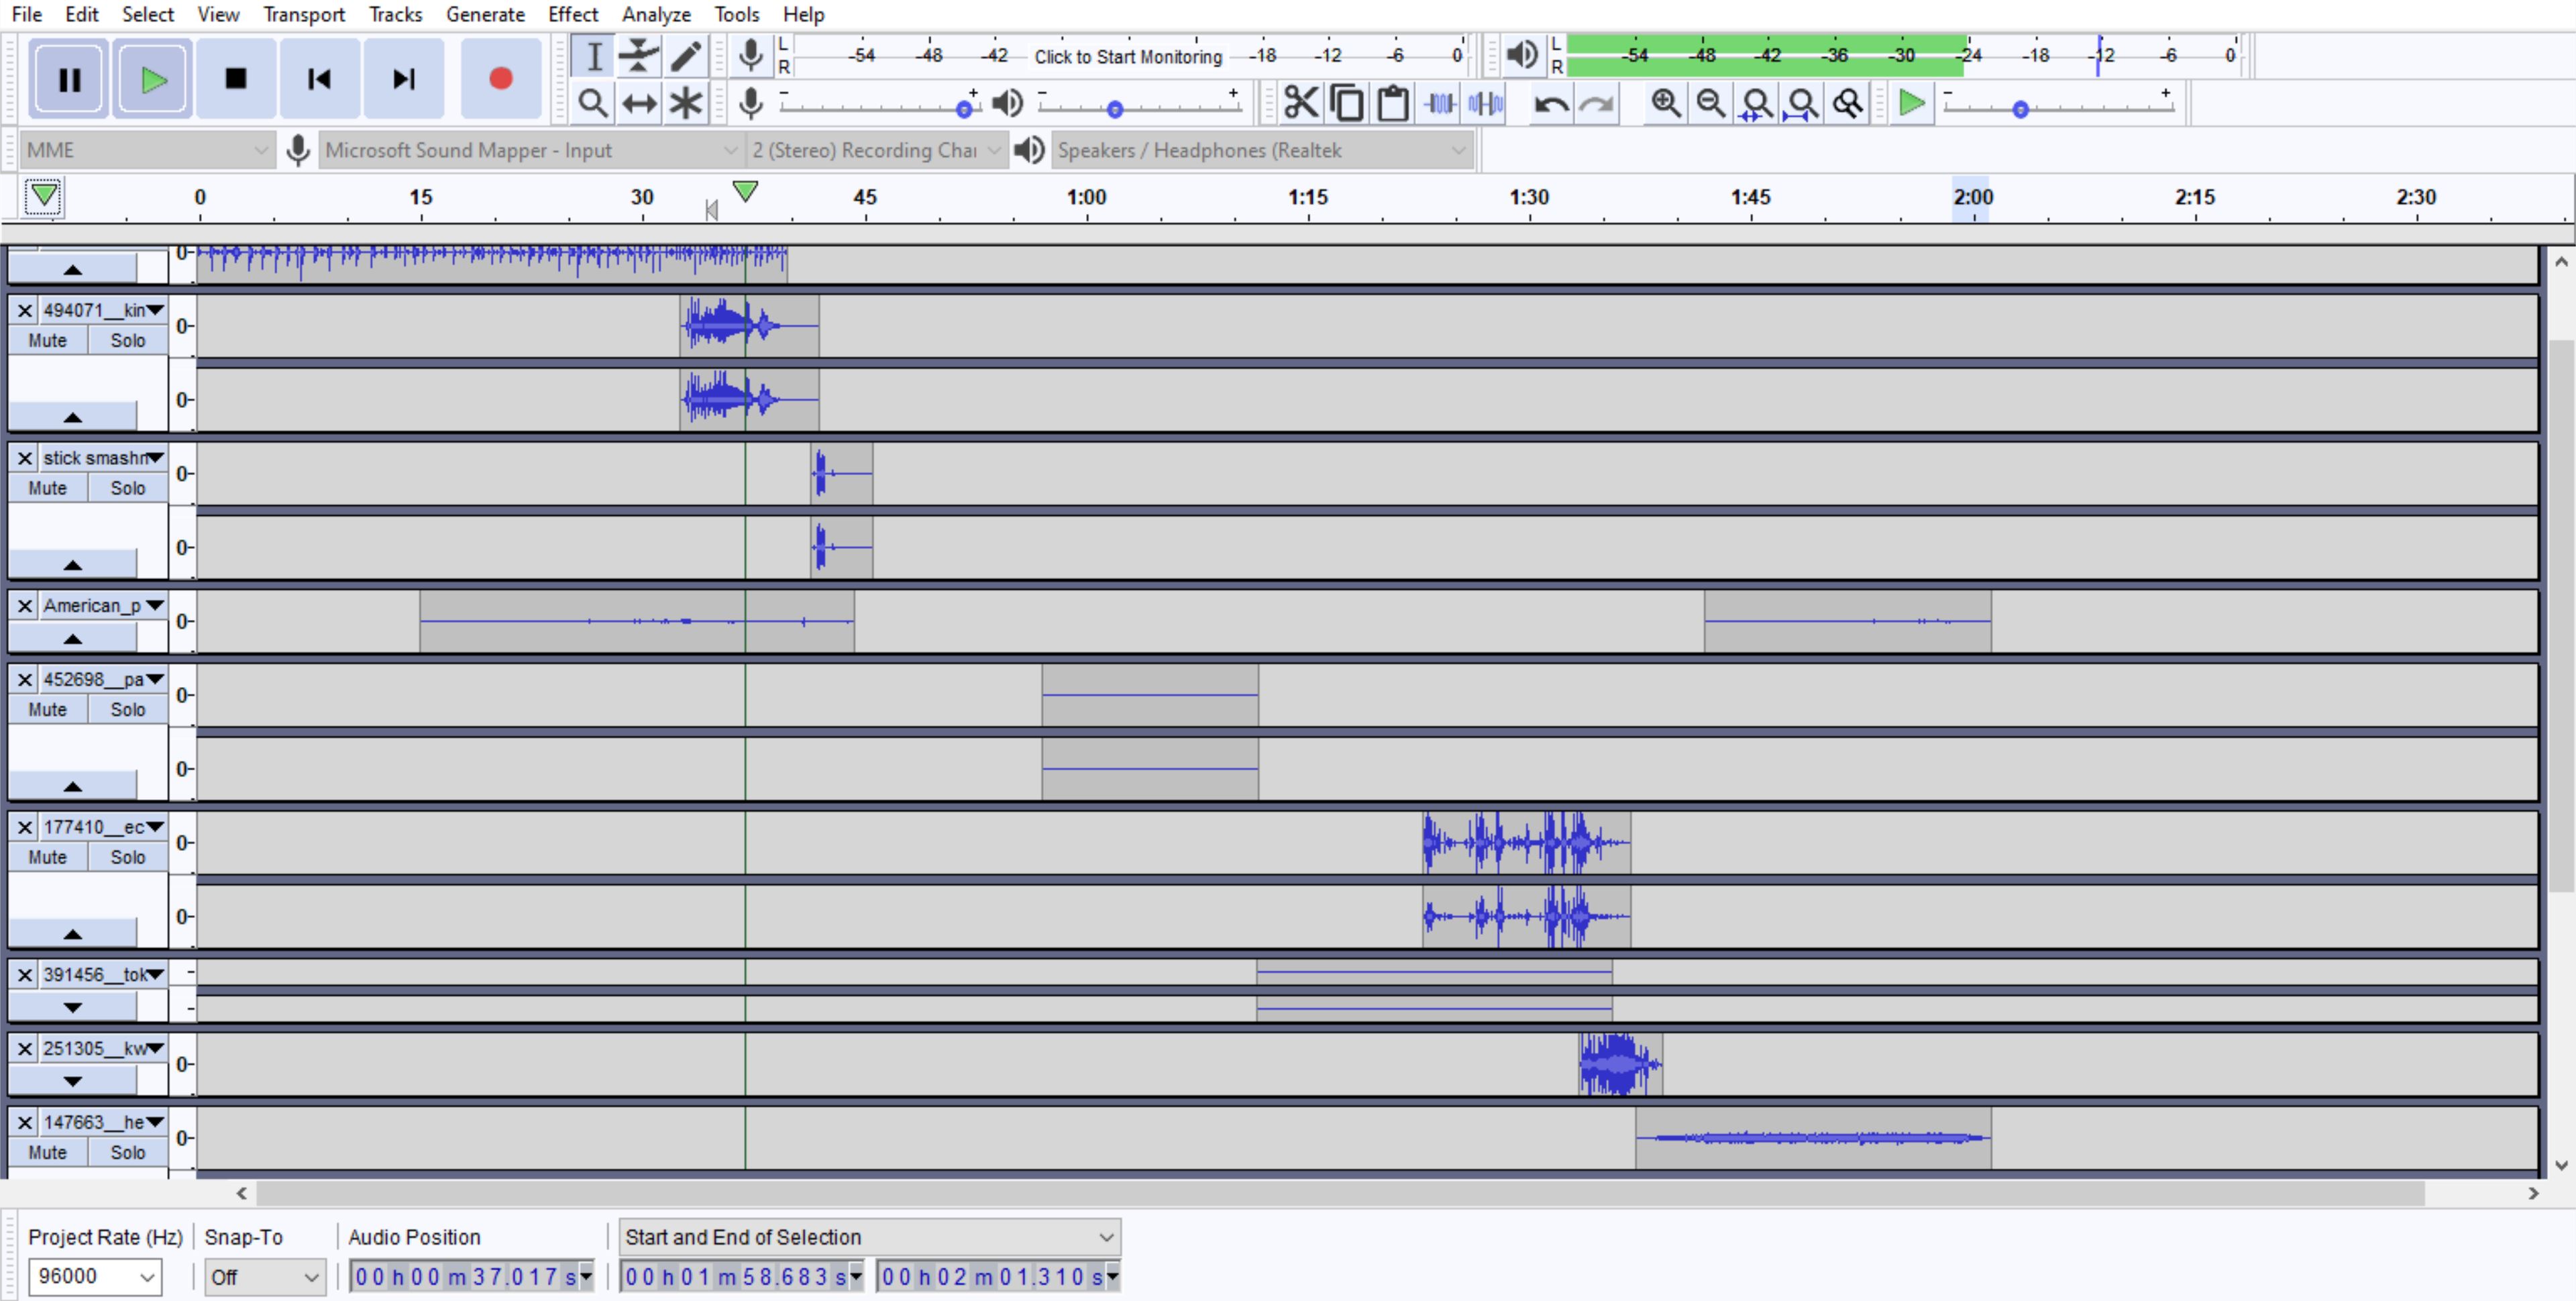 File Edit Select View Transport Tracks Generate Effect Analyze Tools Help
L R -54 -48 -42 Click to Start Monitoring -18 -12 -6 0
L R -54 -48 -42 -36 -30 -24 -18 -12 -6 0
- + - + - +
MME Microsoft Sound Mapper - Input 2 (Stereo) Recording Chai Speakers / Headphones (Realtek
0 15 30 45 1:00 1:15 1:30 1:45 2:00 2:15 2:30
0-
494071__kin
Mute Solo 0-
0-
stick smashr
Mute Solo 0-
0-
American_p
0-
452698__pa
Mute Solo 0-
0-
177410__ec
Mute Solo 0-
0-
391456__tok
251305__kw
0-
147663__he
Mute Solo 0-
Project Rate (Hz) Snap-To Audio Position Start and End of Selection
96000 Off 00 h 00 m 37.017 s 00 h 01 m 58.683 s 00 h 02 m 01.310 s